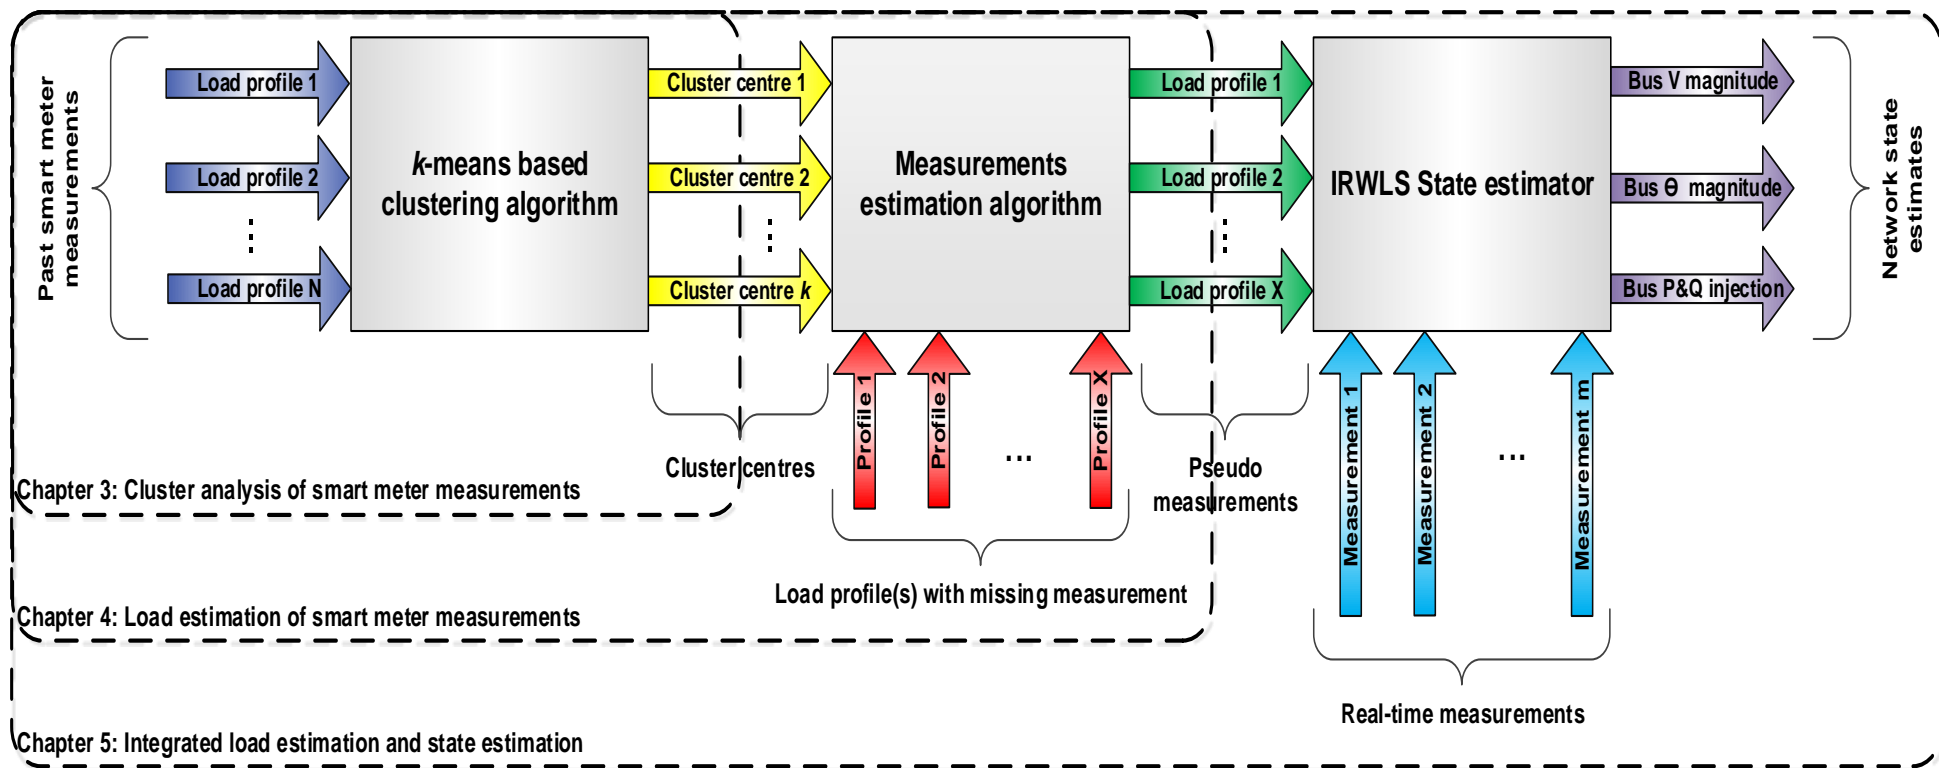 Past smart meter
measurements
Load profile 1
Load profile 2
⋮
Load profile N
k-means based
clustering algorithm
Cluster centre 1
Cluster centre 2
⋮
Cluster centre k
Measurements
estimation algorithm
Load profile 1
Load profile 2
⋮
Load profile X
IRWLS State estimator
Bus V magnitude
Bus Θ magnitude
Bus P&Q injection
Network state
estimates
Cluster centres
Profile 1
Profile 2
...
Profile X
Load profile(s) with missing measurement
Pseudo
measurements
Measurement 1
Measurement 2
...
Measurement m
Real-time measurements
Chapter 3: Cluster analysis of smart meter measurements
Chapter 4: Load estimation of smart meter measurements
Chapter 5: Integrated load estimation and state estimation